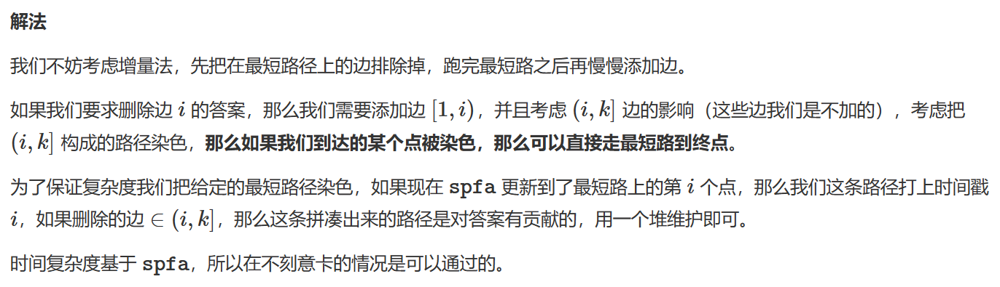 解法
我们不妨考虑增量法，先把在最短路径上的边排除掉，跑完最短路之后再慢慢添加边。
如果我们要求删除边 i 的答案，那么我们需要添加边 [1, i)，并且考虑 (i, k] 边的影响（这些边我们是不加的），考虑把
(i, k] 构成的路径染色，那么如果我们到达的某个点被染色，那么可以直接走最短路到终点。
为了保证复杂度我们把给定的最短路径染色，如果现在 spfa 更新到了最短路上的第 i 个点，那么我们这条路径打上时间戳
i，如果删除的边 ∈ (i, k]，那么这条拼凑出来的路径是对答案有贡献的，用一个堆维护即可。
时间复杂度基于 spfa，所以在不刻意卡的情况是可以通过的。